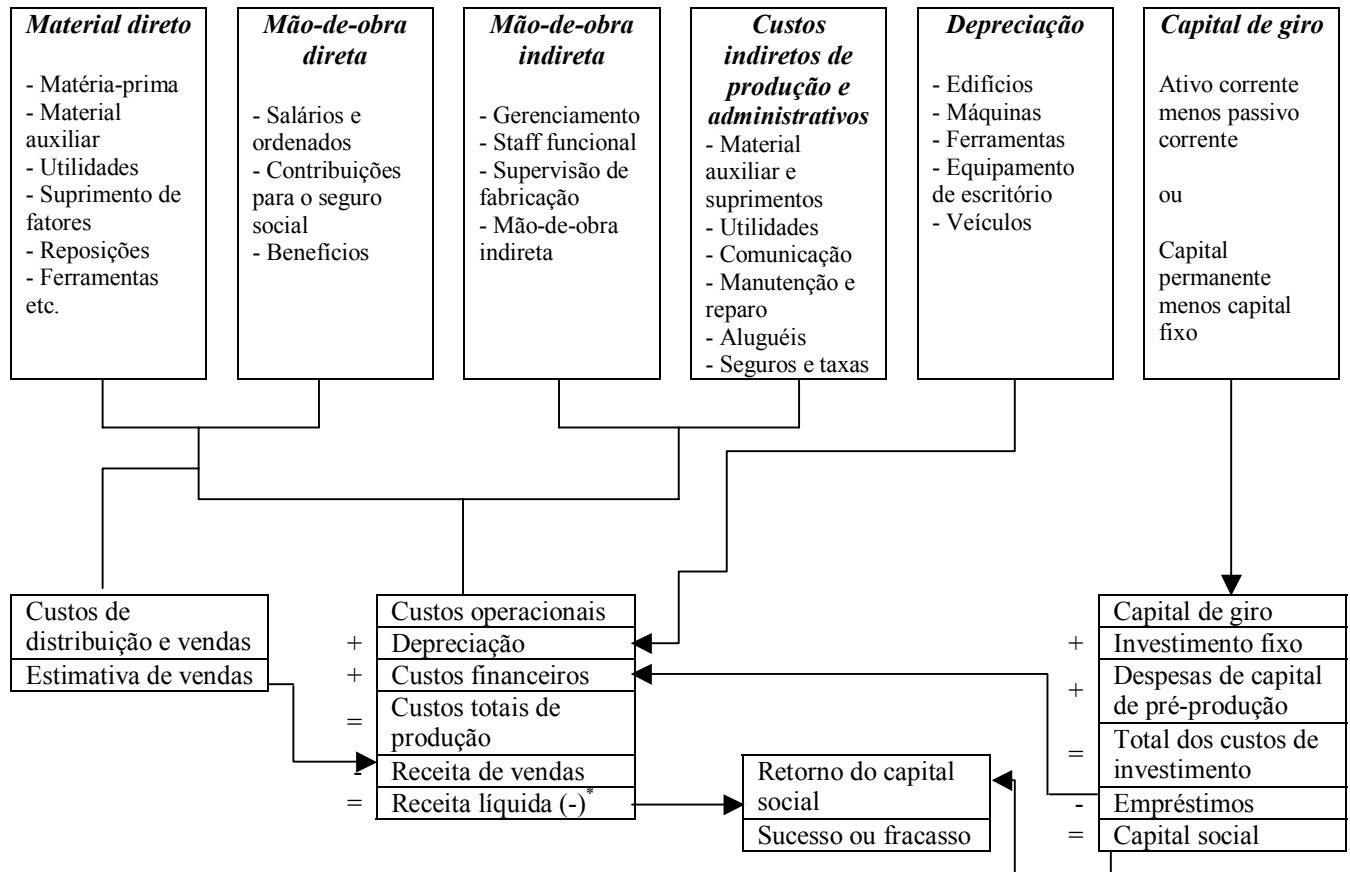 Material direto
- Matéria-prima
- Material
auxiliar
- Utilidades
- Suprimento de
fatores
- Reposições
- Ferramentas
etc.
Mão-de-obra
direta
- Salários e
ordenados
- Contribuições
para o seguro
social
- Benefícios
Mão-de-obra
indireta
- Gerenciamento
- Staff funcional
- Supervisão de
fabricação
- Mão-de-obra
indireta
Custos
indiretos de
produção e
administrativos
- Material
auxiliar e
suprimentos
- Utilidades
- Comunicação
- Manutenção e
reparo
- Aluguéis
- Seguros e taxas
Depreciação
- Edifícios
- Máquinas
- Ferramentas
- Equipamento
de escritório
- Veículos
Capital de giro
Ativo corrente
menos passivo
corrente
ou
Capital
permanente
menos capital
fixo
Custos de
distribuição e vendas
Estimativa de vendas
Custos operacionais
+ Depreciação
+ Custos financeiros
= Custos totais de
produção
- Receita de vendas
= Receita líquida (-)*
Retorno do capital
social
Sucesso ou fracasso
Capital de giro
+ Investimento fixo
+ Despesas de capital
de pré-produção
= Total dos custos de
investimento
- Empréstimos
= Capital social